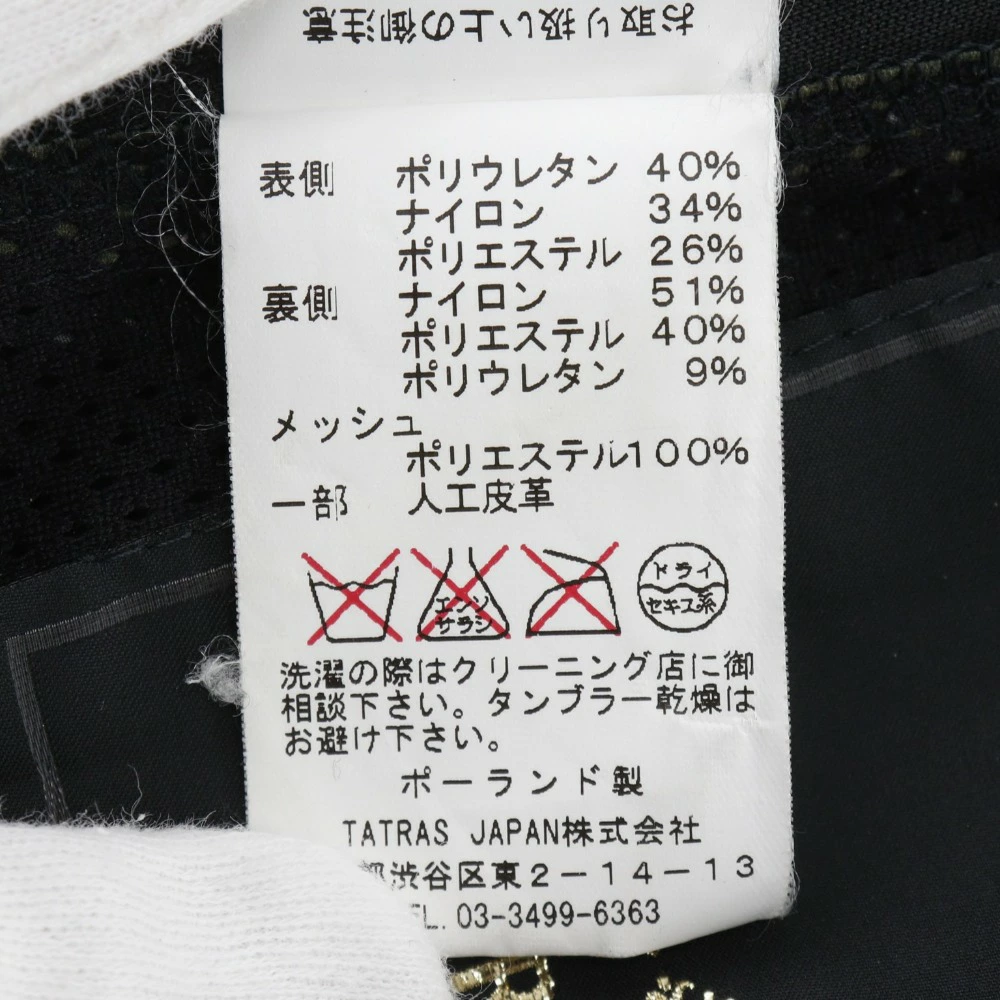 お取り扱い上の御注意
表側 ポリウレタン 40%
ナイロン 34%
ポリエステル 26%
裏側 ナイロン 51%
ポリエステル 40%
ポリウレタン 9%
メッシュ
ポリエステル100%
一部 人工皮革
エンソ
サラシ
ドライ
セキユ系
洗濯の際はクリーニング店に御
相談下さい。タンブラー乾燥は
お避け下さい。
ポーランド製
TATRAS JAPAN株式会社
都渋谷区東2-14-13
EL. 03-3499-6363